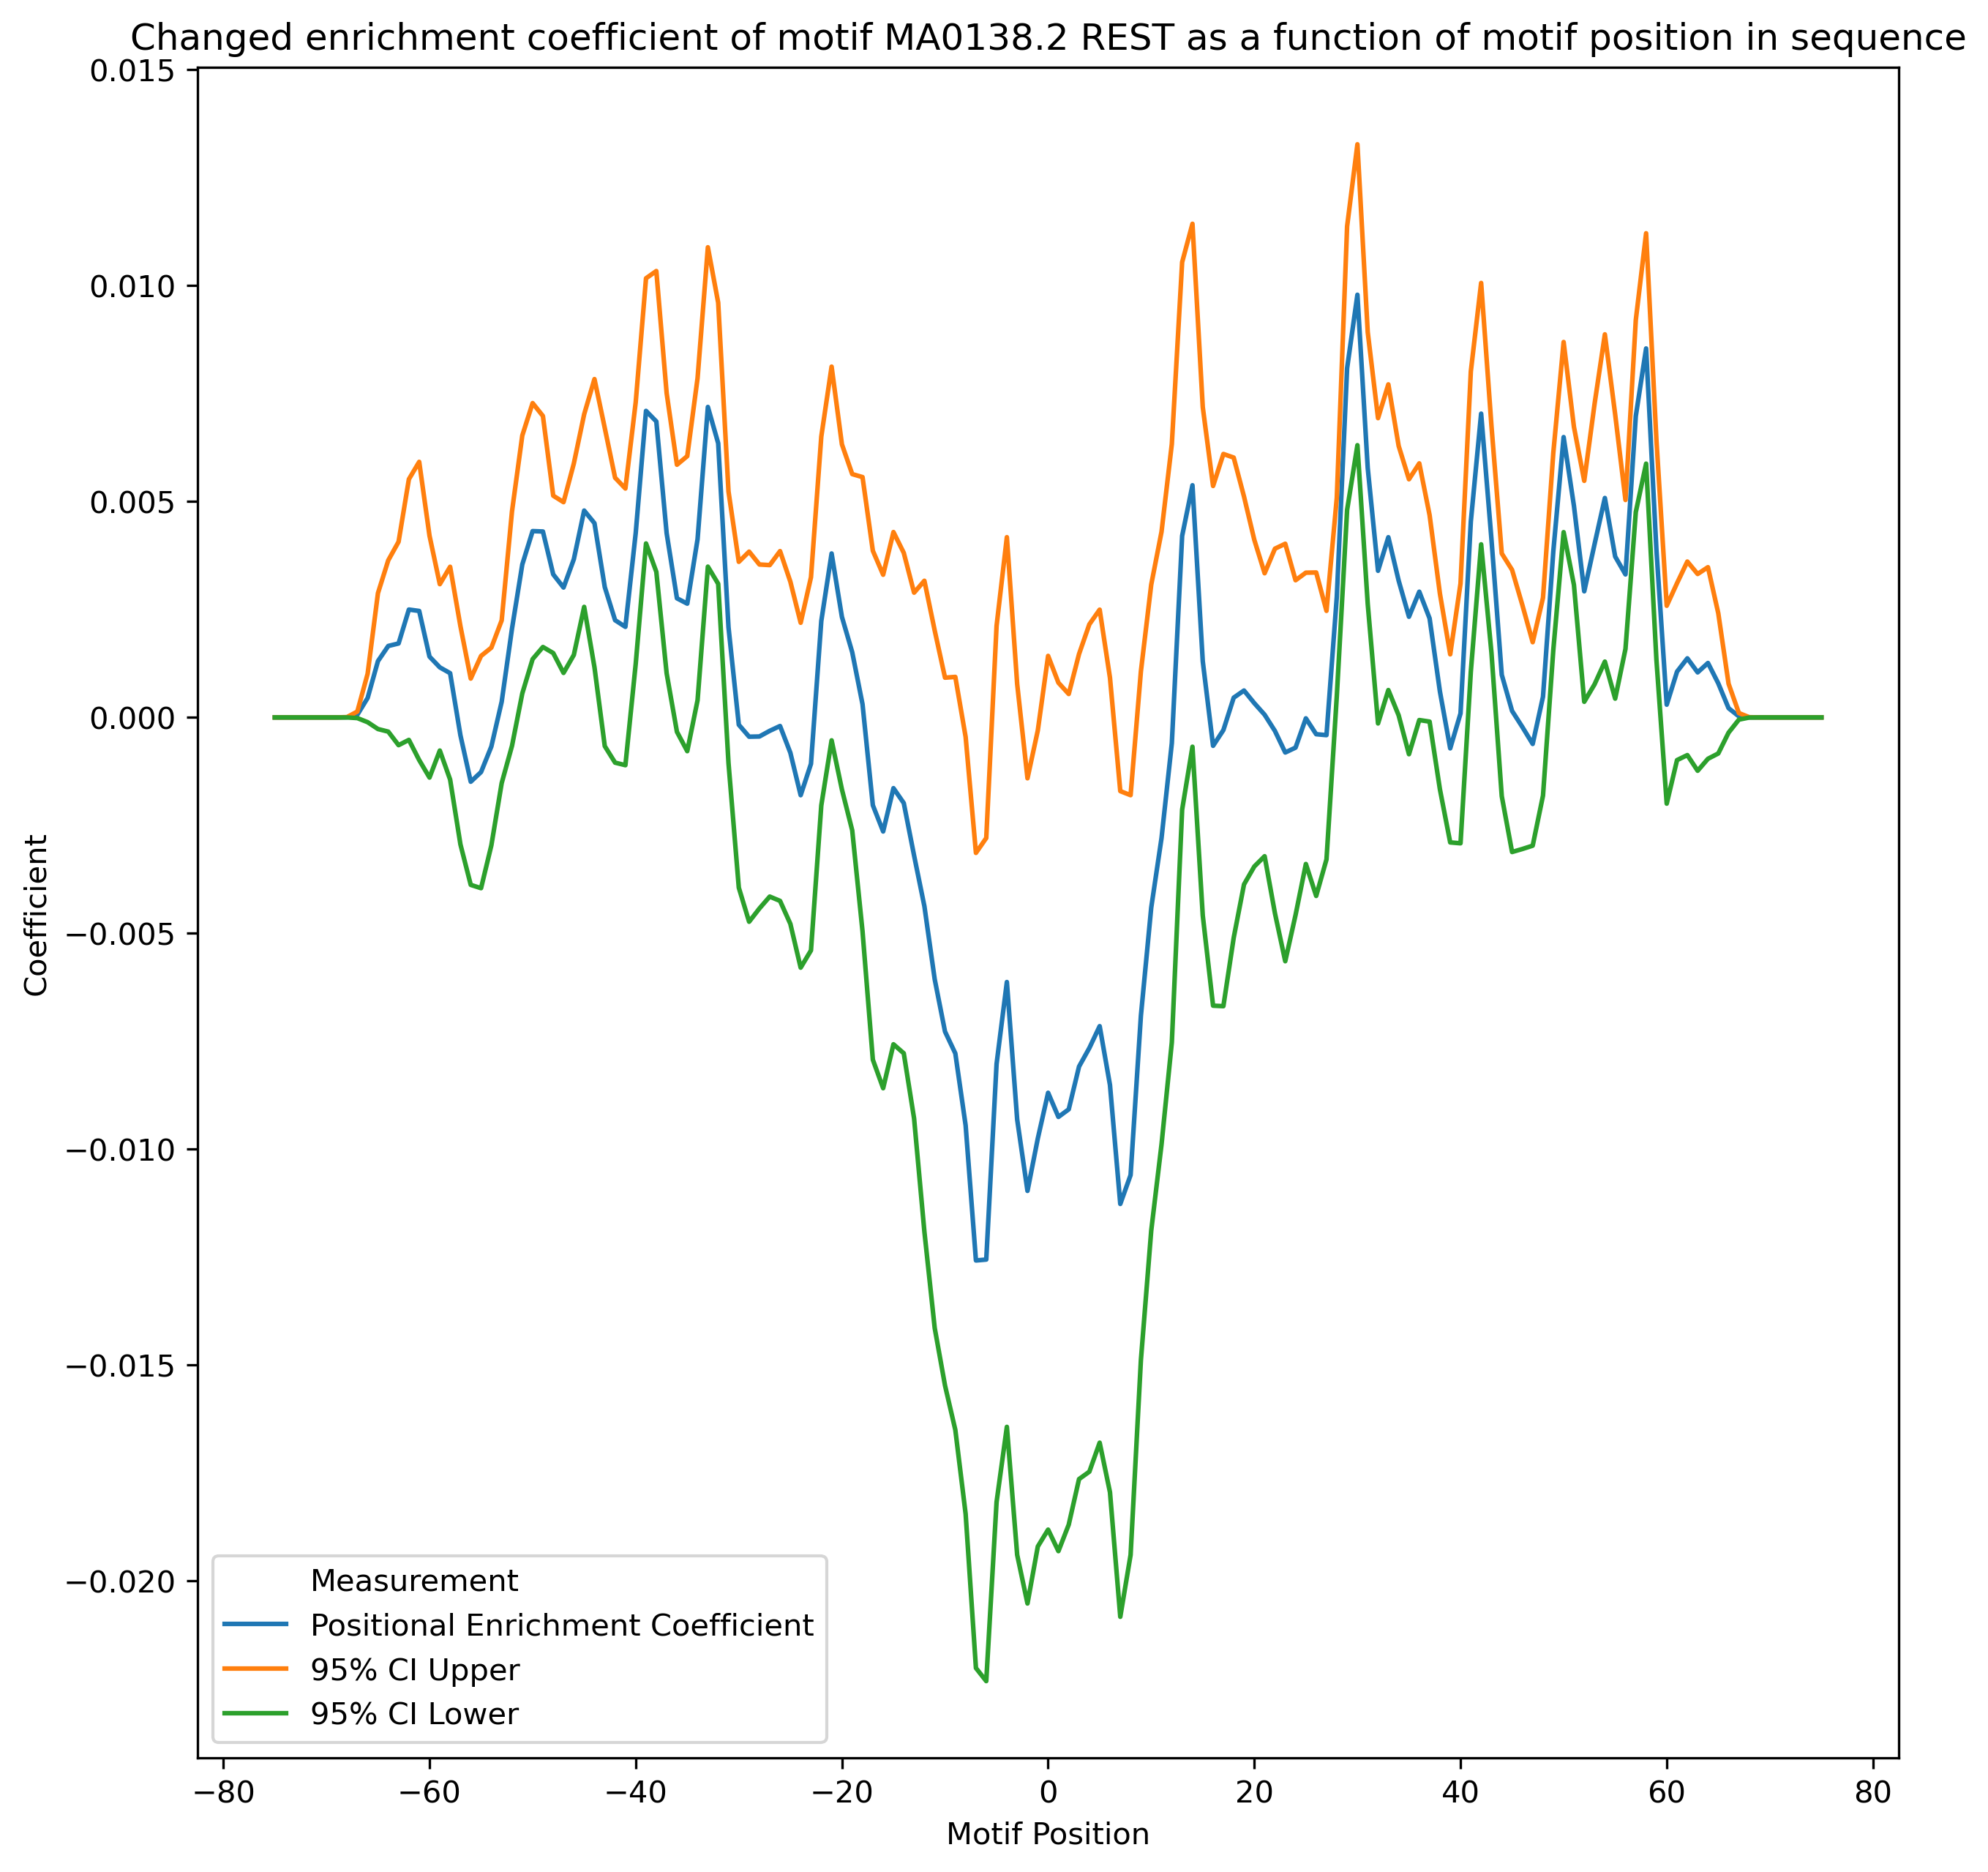 Changed enrichment coefficient of motif MA0138.2 REST as a function of motif position in sequence
0.015
0.010
0.005
0.000
−0.005
−0.010
−0.015
−0.020
Coefficient
Measurement
Positional Enrichment Coefficient
95% CI Upper
95% CI Lower
−80 −60 −40 −20 0 20 40 60 80
Motif Position